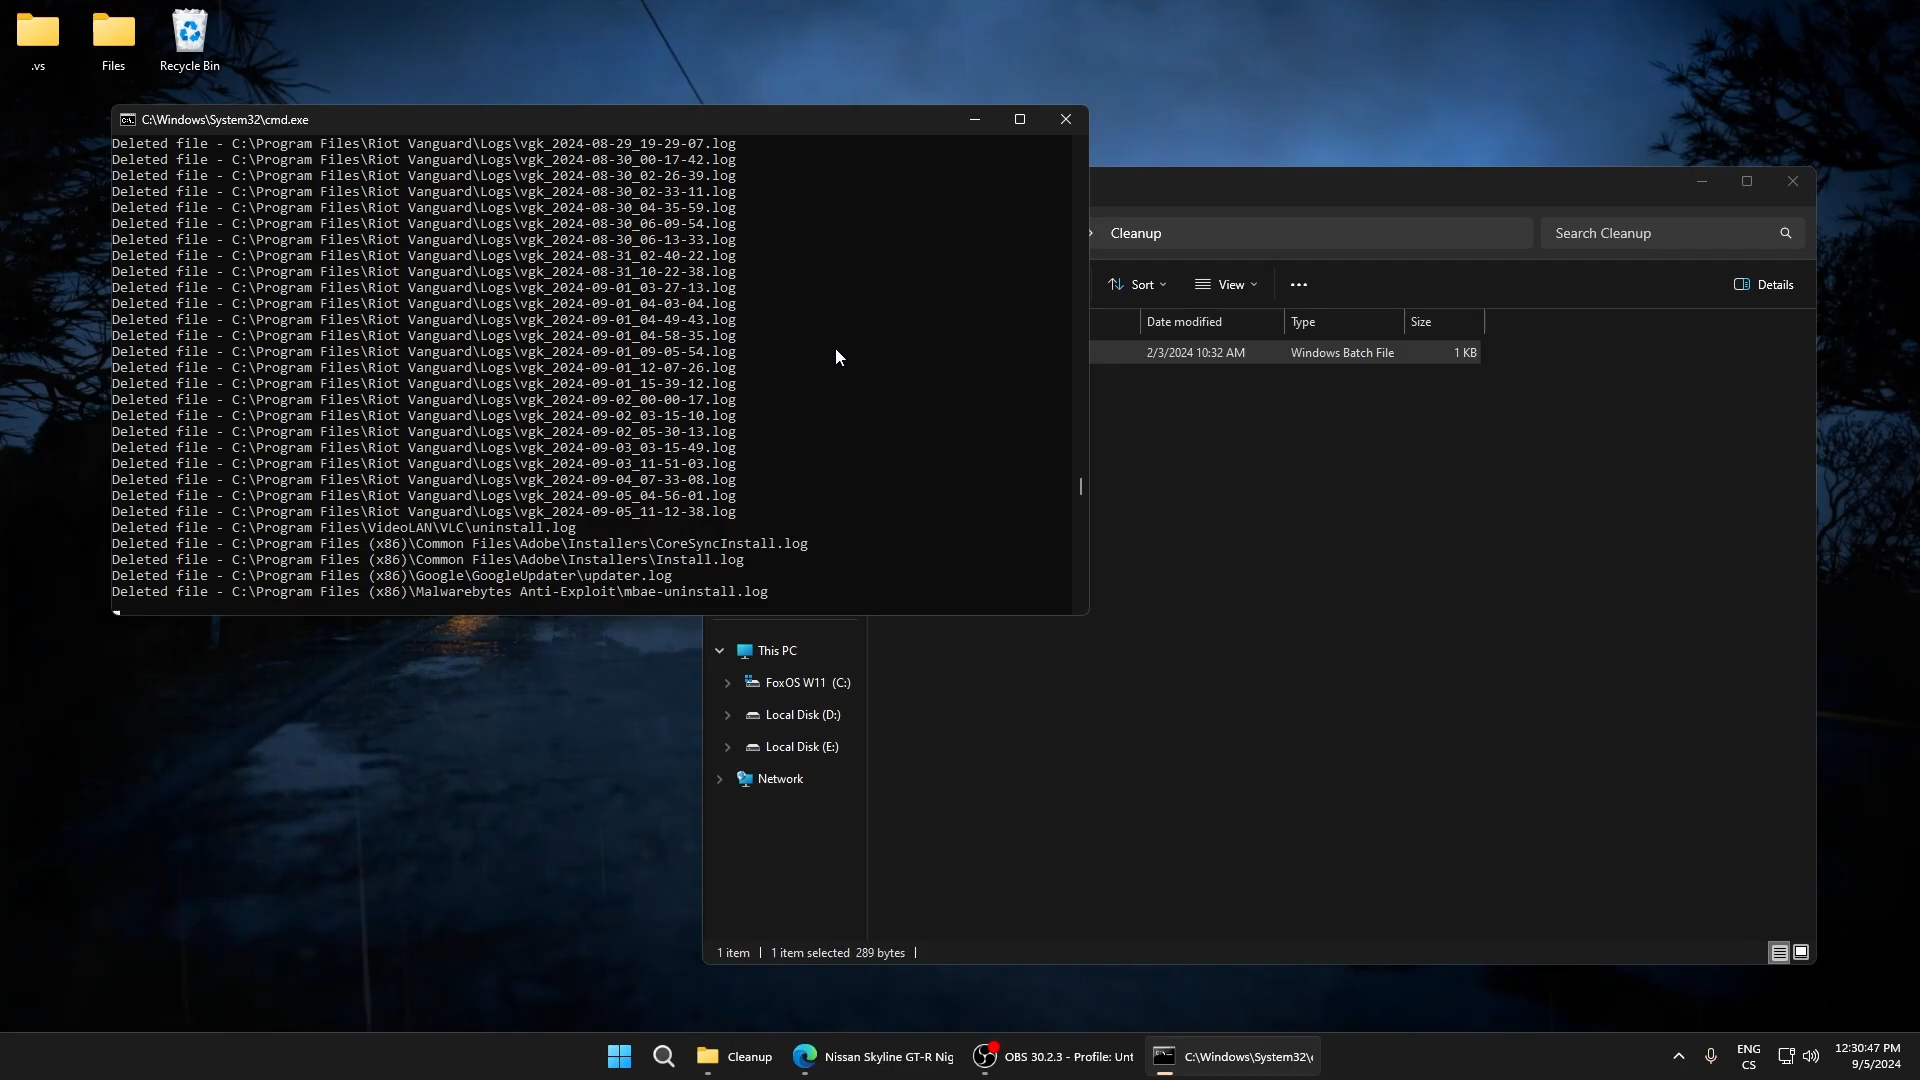 .vs
Files
Recycle Bin
C:\Windows\System32\cmd.exe
Deleted file - C:\Program Files\Riot Vanguard\Logs\vgk_2024-08-29_19-29-07.log
Deleted file - C:\Program Files\Riot Vanguard\Logs\vgk_2024-08-30_00-17-42.log
Deleted file - C:\Program Files\Riot Vanguard\Logs\vgk_2024-08-30_02-26-39.log
Deleted file - C:\Program Files\Riot Vanguard\Logs\vgk_2024-08-30_02-33-11.log
Deleted file - C:\Program Files\Riot Vanguard\Logs\vgk_2024-08-30_04-35-59.log
Deleted file - C:\Program Files\Riot Vanguard\Logs\vgk_2024-08-30_06-09-54.log
Deleted file - C:\Program Files\Riot Vanguard\Logs\vgk_2024-08-30_06-13-33.log
Deleted file - C:\Program Files\Riot Vanguard\Logs\vgk_2024-08-31_02-40-22.log
Deleted file - C:\Program Files\Riot Vanguard\Logs\vgk_2024-08-31_10-22-38.log
Deleted file - C:\Program Files\Riot Vanguard\Logs\vgk_2024-09-01_03-27-13.log
Deleted file - C:\Program Files\Riot Vanguard\Logs\vgk_2024-09-01_04-03-04.log
Deleted file - C:\Program Files\Riot Vanguard\Logs\vgk_2024-09-01_04-49-43.log
Deleted file - C:\Program Files\Riot Vanguard\Logs\vgk_2024-09-01_04-58-35.log
Deleted file - C:\Program Files\Riot Vanguard\Logs\vgk_2024-09-01_09-05-54.log
Deleted file - C:\Program Files\Riot Vanguard\Logs\vgk_2024-09-01_12-07-26.log
Deleted file - C:\Program Files\Riot Vanguard\Logs\vgk_2024-09-01_15-39-12.log
Deleted file - C:\Program Files\Riot Vanguard\Logs\vgk_2024-09-02_00-00-17.log
Deleted file - C:\Program Files\Riot Vanguard\Logs\vgk_2024-09-02_03-15-10.log
Deleted file - C:\Program Files\Riot Vanguard\Logs\vgk_2024-09-02_05-30-13.log
Deleted file - C:\Program Files\Riot Vanguard\Logs\vgk_2024-09-03_03-15-49.log
Deleted file - C:\Program Files\Riot Vanguard\Logs\vgk_2024-09-03_11-51-03.log
Deleted file - C:\Program Files\Riot Vanguard\Logs\vgk_2024-09-04_07-33-08.log
Deleted file - C:\Program Files\Riot Vanguard\Logs\vgk_2024-09-05_04-56-01.log
Deleted file - C:\Program Files\Riot Vanguard\Logs\vgk_2024-09-05_11-12-38.log
Deleted file - C:\Program Files\VideoLAN\VLC\uninstall.log
Deleted file - C:\Program Files (x86)\Common Files\Adobe\Installers\CoreSyncInstall.log
Deleted file - C:\Program Files (x86)\Common Files\Adobe\Installers\Install.log
Deleted file - C:\Program Files (x86)\Google\GoogleUpdater\updater.log
Deleted file - C:\Program Files (x86)\Malwarebytes Anti-Exploit\mbae-uninstall.log
Cleanup
Search Cleanup
Sort
View
Details
Date modified
Type
Size
2/3/2024 10:32 AM
Windows Batch File
1 KB
This PC
FoxOS W11 (C:)
Local Disk (D:)
Local Disk (E:)
Network
1 item
1 item selected 289 bytes
Cleanup
Nissan Skyline GT-R Nig
OBS 30.2.3 - Profile: Unt
C:\Windows\System32\
ENG
CS
12:30:47 PM
9/5/2024